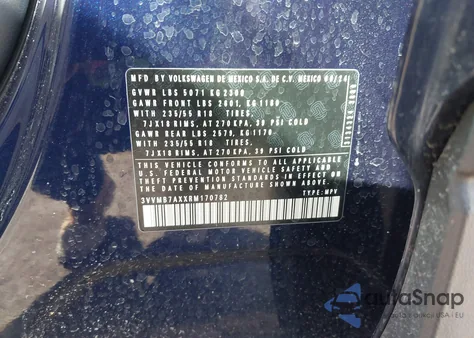 MFD BY VOLKSWAGEN DE MEXICO S.A. DE C.V. MEXICO
GVWR LBS 5071 KG 2300
GAWR FRONT LBS 2601, KG 1180
WITH 235/55 R18 TIRES,
7JX18 RIMS, AT 270 KPA, 39 PSI COLD
GAWR REAR LBS 2579, KG 1170
WITH 235/55 R18 TIRES,
7JX18 RIMS, AT 270 KPA, 39 PSI COLD
THIS VEHICLE CONFORMS TO ALL APPLICABLE
U.S. FEDERAL MOTOR VEHICLE SAFETY AND
THEFT PREVENTION STANDARDS IN EFFECT ON
THE DATE OF MANUFACTURE SHOWN ABOVE.
3VVMB7AXXRM170782
TYPE: MPV
autoSnap
USA i EU